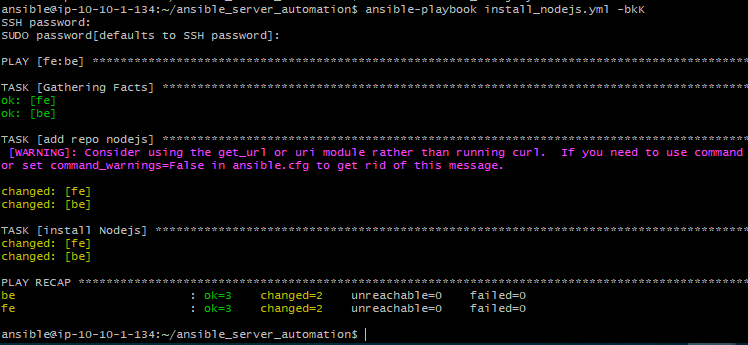 ansible@ip-10-10-1-134:~/ansible_server_automation$ ansible-playbook install_nodejs.yml -bkK
SSH password:
SUDO password[defaults to SSH password]:
PLAY [fe:be] *********************************************************************************************
TASK [Gathering Facts] ***********************************************************************************
ok: [fe]
ok: [be]
TASK [add repo nodejs] ***********************************************************************************
[WARNING]: Consider using the get_url or uri module rather than running curl.  If you need to use command
or set command_warnings=False in ansible.cfg to get rid of this message.
changed: [fe]
changed: [be]
TASK [install Nodejs] ************************************************************************************
changed: [fe]
changed: [be]
PLAY RECAP ***********************************************************************************************
be                         : ok=3    changed=2    unreachable=0    failed=0
fe                         : ok=3    changed=2    unreachable=0    failed=0
ansible@ip-10-10-1-134:~/ansible_server_automation$